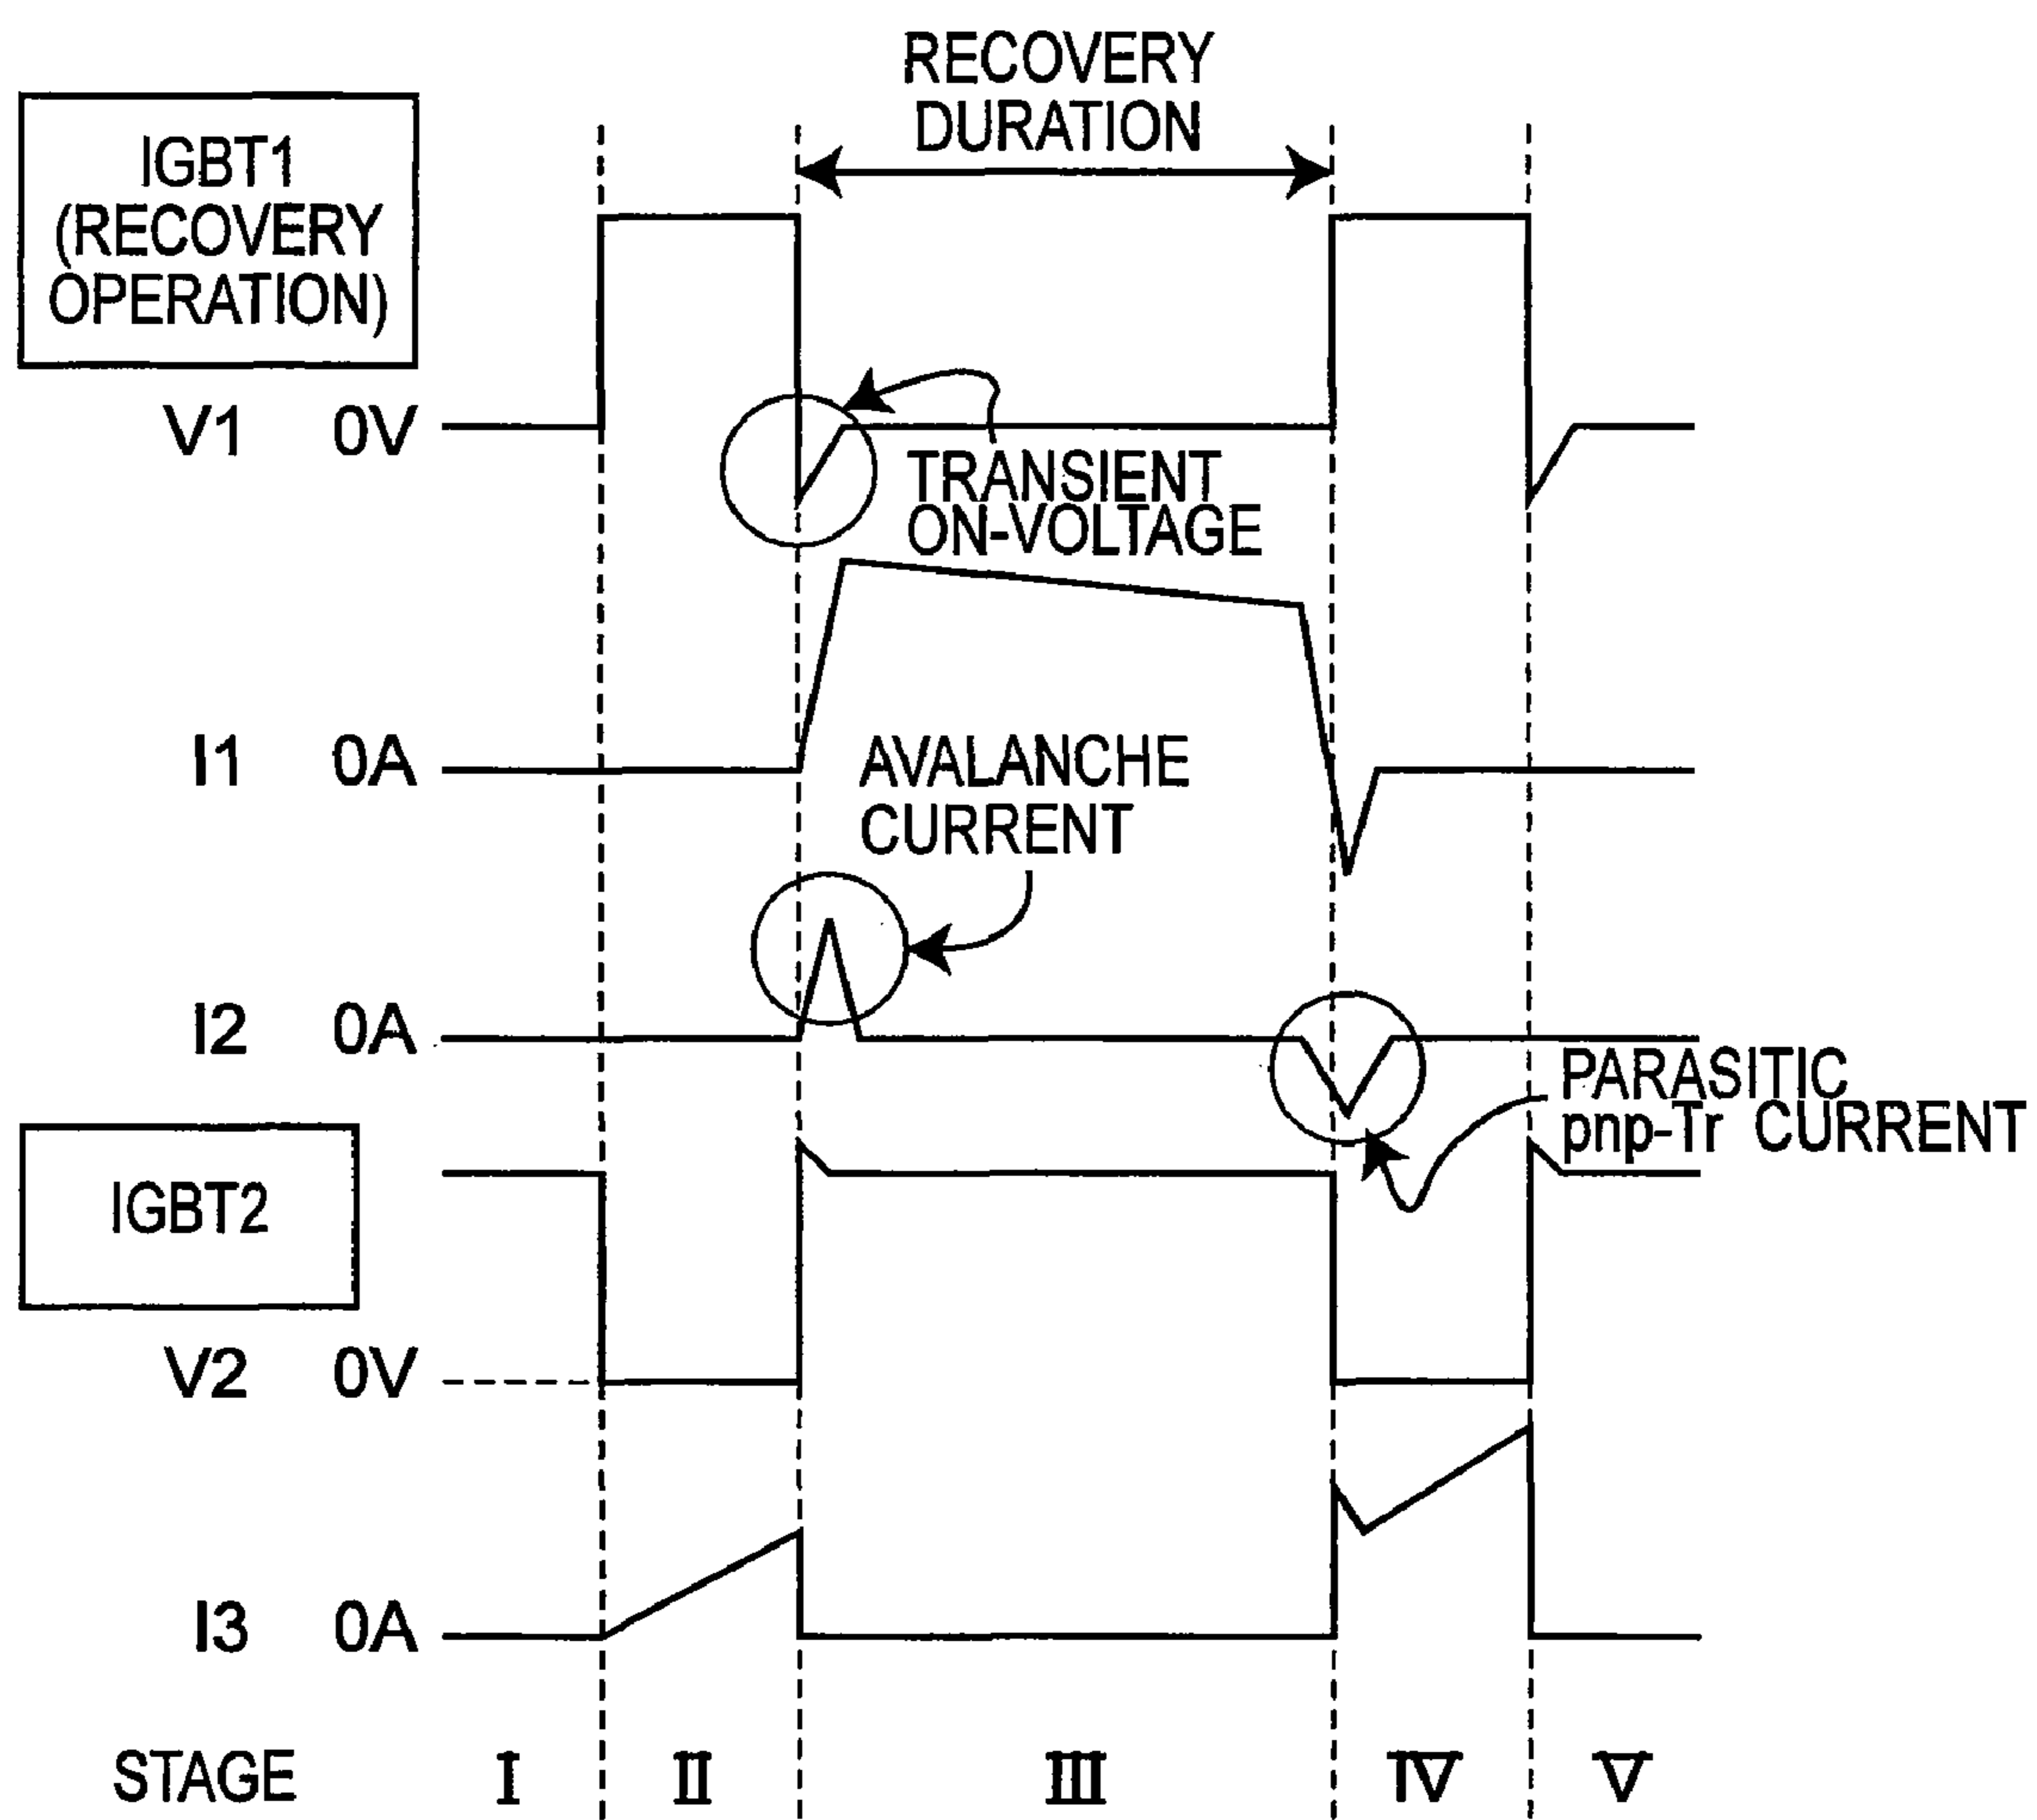 RECOVERY
DURATION
IGBT1
(RECOVERY
OPERATION)
V1 0V
TRANSIENT
ON-VOLTAGE
I1 0A
AVALANCHE
CURRENT
I2 0A
PARASITIC
pnp-Tr CURRENT
IGBT2
V2 0V
I3 0A
STAGE I II III IV V